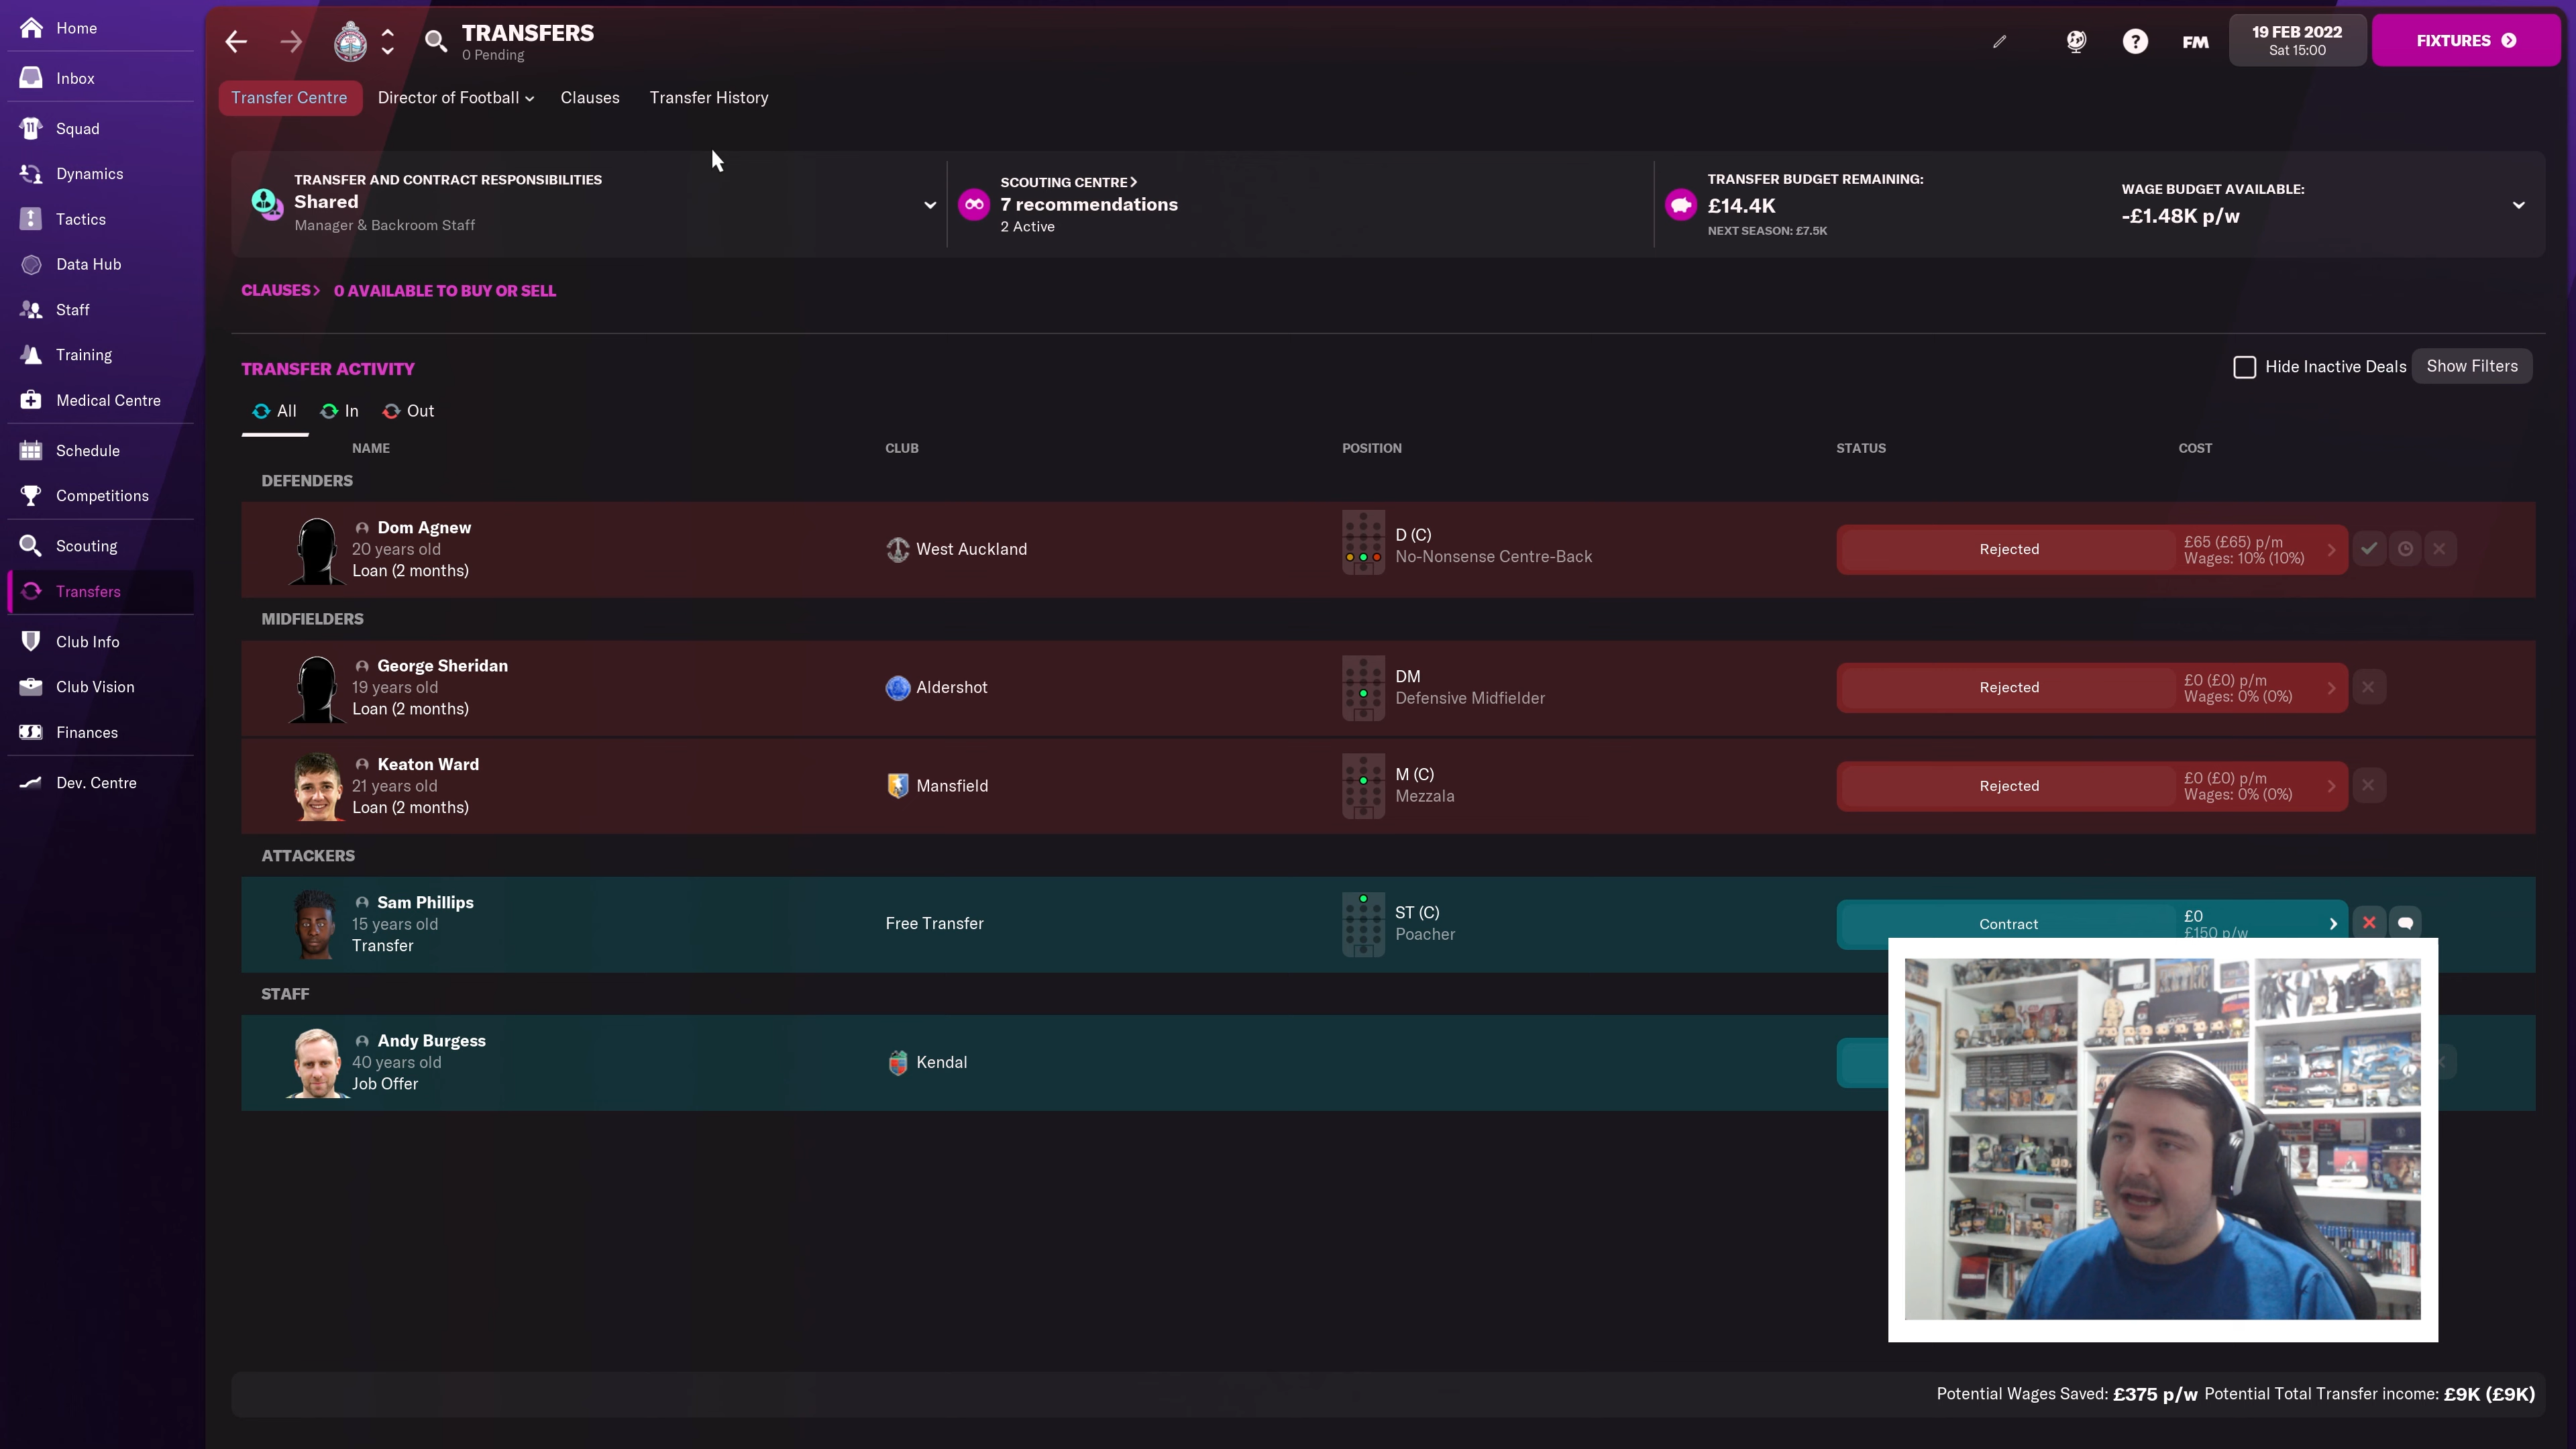 Home
Inbox
Squad
Dynamics
Tactics
Data Hub
Staff
Training
Medical Centre
Schedule
Competitions
Scouting
Transfers
Club Info
Club Vision
Finances
Dev. Centre
TRANSFERS
0 Pending
FM
19 FEB 2022
Sat 15:00
FIXTURES
Transfer Centre
Director of Football
Clauses
Transfer History
TRANSFER AND CONTRACT RESPONSIBILITIES
Shared
Manager & Backroom Staff
SCOUTING CENTRE>
7 recommendations
2 Active
TRANSFER BUDGET REMAINING:
£14.4K
NEXT SEASON: £7.5K
WAGE BUDGET AVAILABLE:
-£1.48K p/w
CLAUSES> 0 AVAILABLE TO BUY OR SELL
TRANSFER ACTIVITY
Hide Inactive Deals
Show Filters
All In Out
NAME CLUB POSITION STATUS COST
DEFENDERS
Dom Agnew
20 years old
Loan (2 months)
West Auckland
D (C)
No-Nonsense Centre-Back
Rejected
£65 (£65) p/m
Wages: 10% (10%)
MIDFIELDERS
George Sheridan
19 years old
Loan (2 months)
Aldershot
DM
Defensive Midfielder
Rejected
£0 (£0) p/m
Wages: 0% (0%)
Keaton Ward
21 years old
Loan (2 months)
Mansfield
M (C)
Mezzala
Rejected
£0 (£0) p/m
Wages: 0% (0%)
ATTACKERS
Sam Phillips
15 years old
Transfer
Free Transfer
ST (C)
Poacher
Contract
£0
£150 p/w
STAFF
Andy Burgess
40 years old
Job Offer
Kendal
Potential Wages Saved: £375 p/w Potential Total Transfer income: £9K (£9K)